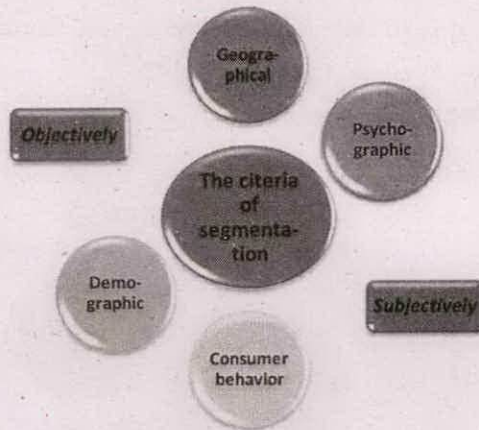 Geogra-
phical
Objectively
Psycho-
graphic
The citeria
of
segmenta-
tion
Demo-
graphic
Subjectively
Consumer
behavior